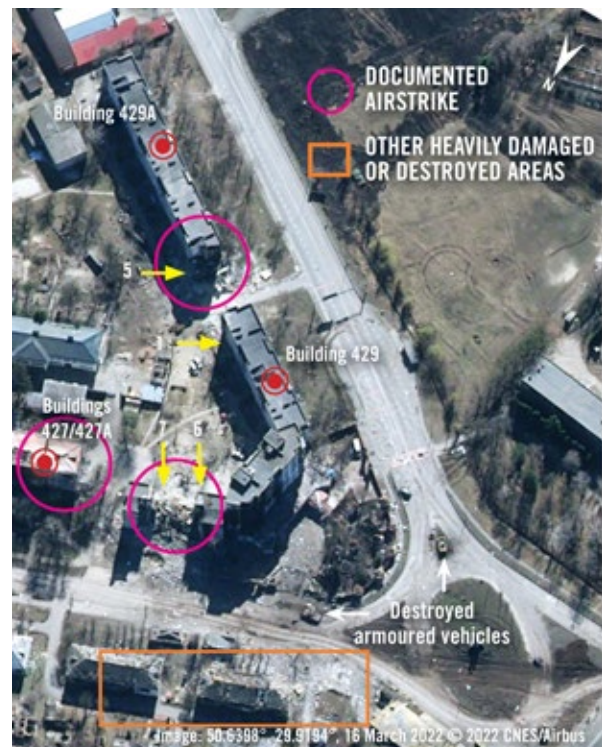 DOCUMENTED
AIRSTRIKE
N
Building 429A
OTHER HEAVILY DAMAGED
OR DESTROYED AREAS
5
1
Building 429
Buildings
427/427A
7 6
Destroyed
armoured vehicles
Image: 50.6398°, 29.9194°, 16 March 2022 © 2022 CNES/Airbus